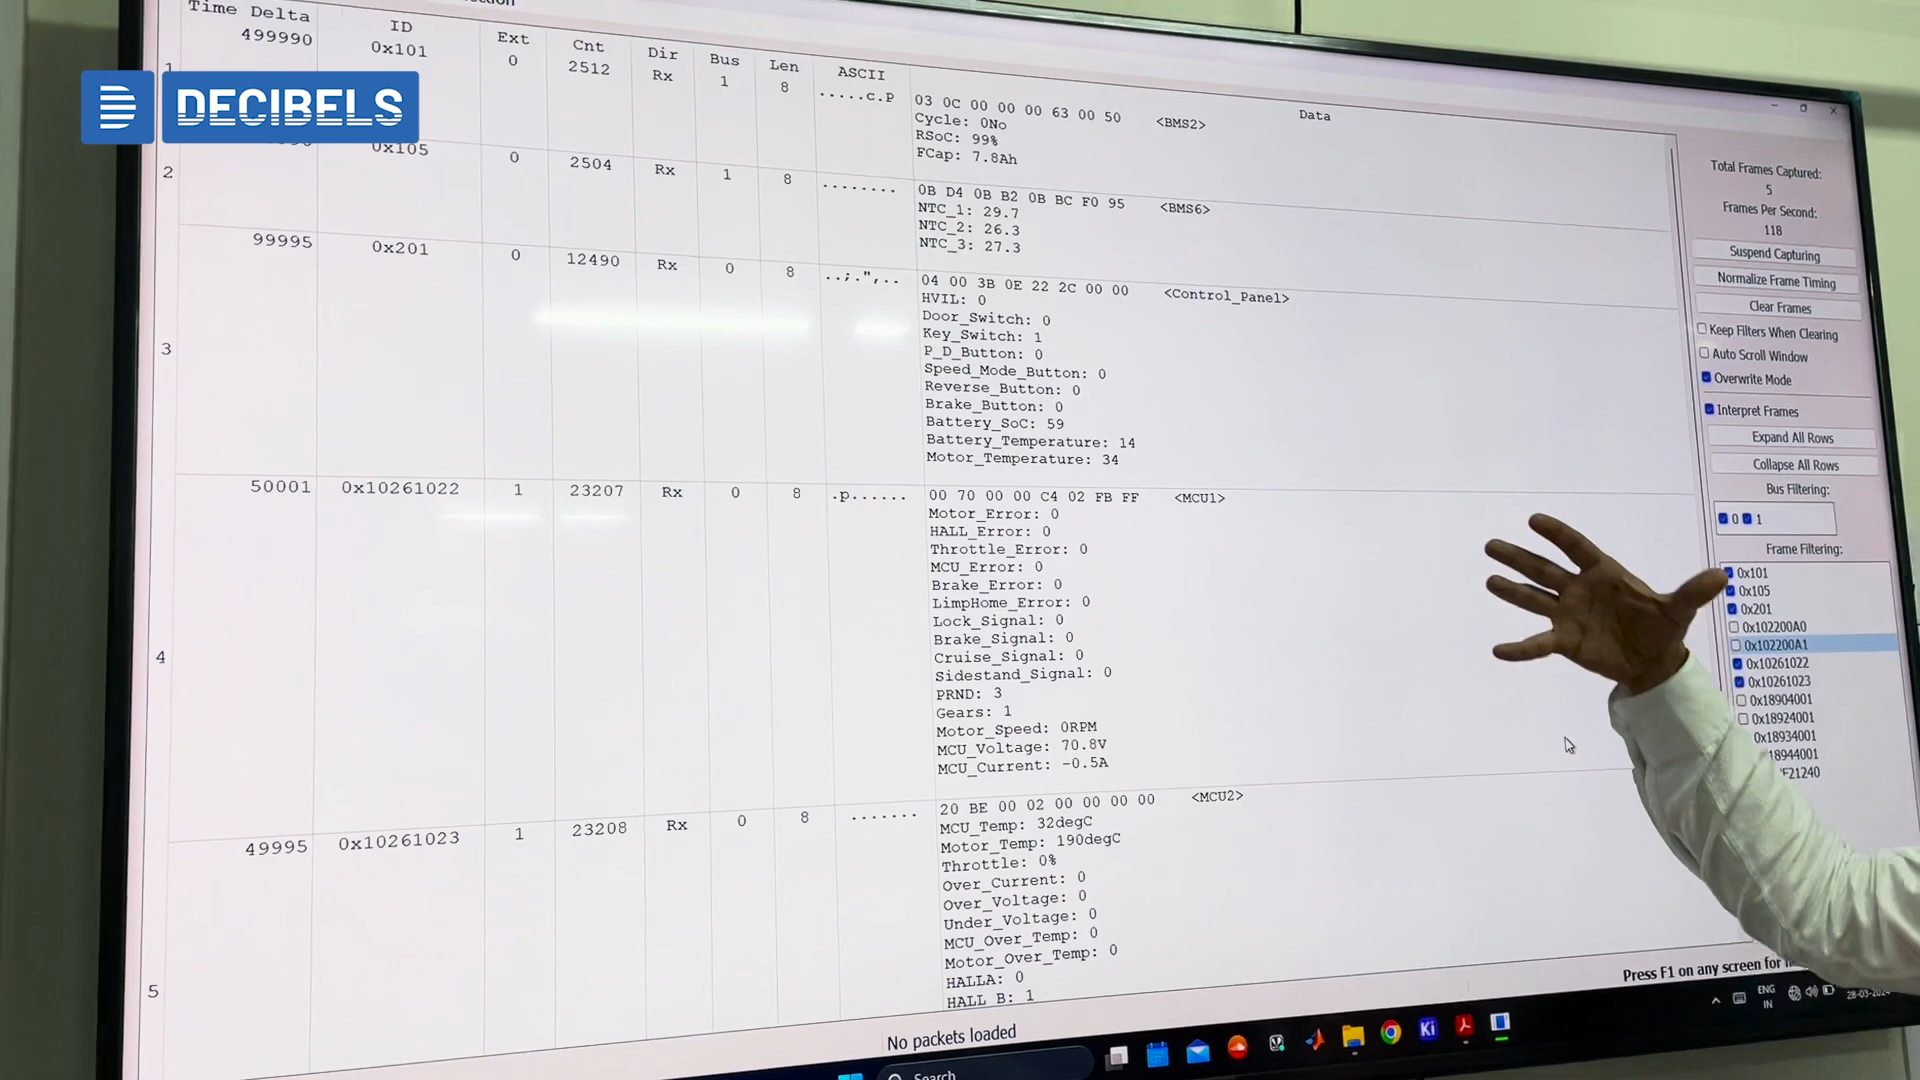 Time Delta ID Ext Cnt Dir Bus Len ASCII Data
1 499990 0x101 0 2512 Rx 1 8 .....c.P 03 0C 00 00 00 63 00 50 <BMS2>
Cycle: 0No
RSoC: 99%
FCap: 7.8Ah
DECIBELS
2 0x105 0 2504 Rx 1 8 ........ 0B D4 0B B2 0B BC F0 95 <BMS6>
NTC_1: 29.7
NTC_2: 26.3
NTC_3: 27.3
3 99995 0x201 0 12490 Rx 0 8 ..;.",.. 04 00 3B 0E 22 2C 00 00 <Control_Panel>
HVIL: 0
Door_Switch: 0
Key_Switch: 1
P_D_Button: 0
Speed_Mode_Button: 0
Reverse_Button: 0
Brake_Button: 0
Battery_SoC: 59
Battery_Temperature: 14
Motor_Temperature: 34
4 50001 0x10261022 1 23207 Rx 0 8 .p...... 00 70 00 00 C4 02 FB FF <MCU1>
Motor_Error: 0
HALL_Error: 0
Throttle_Error: 0
MCU_Error: 0
Brake_Error: 0
LimpHome_Error: 0
Lock_Signal: 0
Brake_Signal: 0
Cruise_Signal: 0
Sidestand_Signal: 0
PRND: 3
Gears: 1
Motor_Speed: 0RPM
MCU_Voltage: 70.8V
MCU_Current: -0.5A
5 49995 0x10261023 1 23208 Rx 0 8 ....... 20 BE 00 02 00 00 00 00 <MCU2>
MCU_Temp: 32degC
Motor_Temp: 190degC
Throttle: 0%
Over_Current: 0
Over_Voltage: 0
Under_Voltage: 0
MCU_Over_Temp: 0
Motor_Over_Temp: 0
HALLA: 0
HALL_B: 1
Total Frames Captured:
5
Frames Per Second:
118
Suspend Capturing
Normalize Frame Timing
Clear Frames
Keep Filters When Clearing
Auto Scroll Window
Overwrite Mode
Interpret Frames
Expand All Rows
Collapse All Rows
Bus Filtering:
0 1
Frame Filtering:
0x101
0x105
0x201
0x102200A0
0x102200A1
0x10261022
0x10261023
0x18904001
0x18924001
0x18934001
18944001
F21240
Press F1 on any screen for
No packets loaded
Search
Ki
ENG
IN